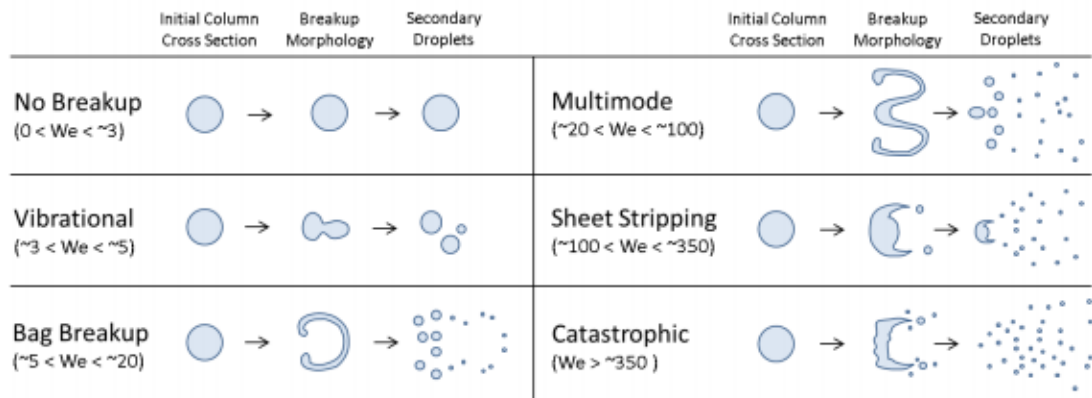 Initial Column Cross Section
Breakup Morphology
Secondary Droplets
Initial Column Cross Section
Breakup Morphology
Secondary Droplets
No Breakup
(0 < We < ~3)
Multimode
(~20 < We < ~100)
Vibrational
(~3 < We < ~5)
Sheet Stripping
(~100 < We < ~350)
Bag Breakup
(~5 < We < ~20)
Catastrophic
(We > ~350 )